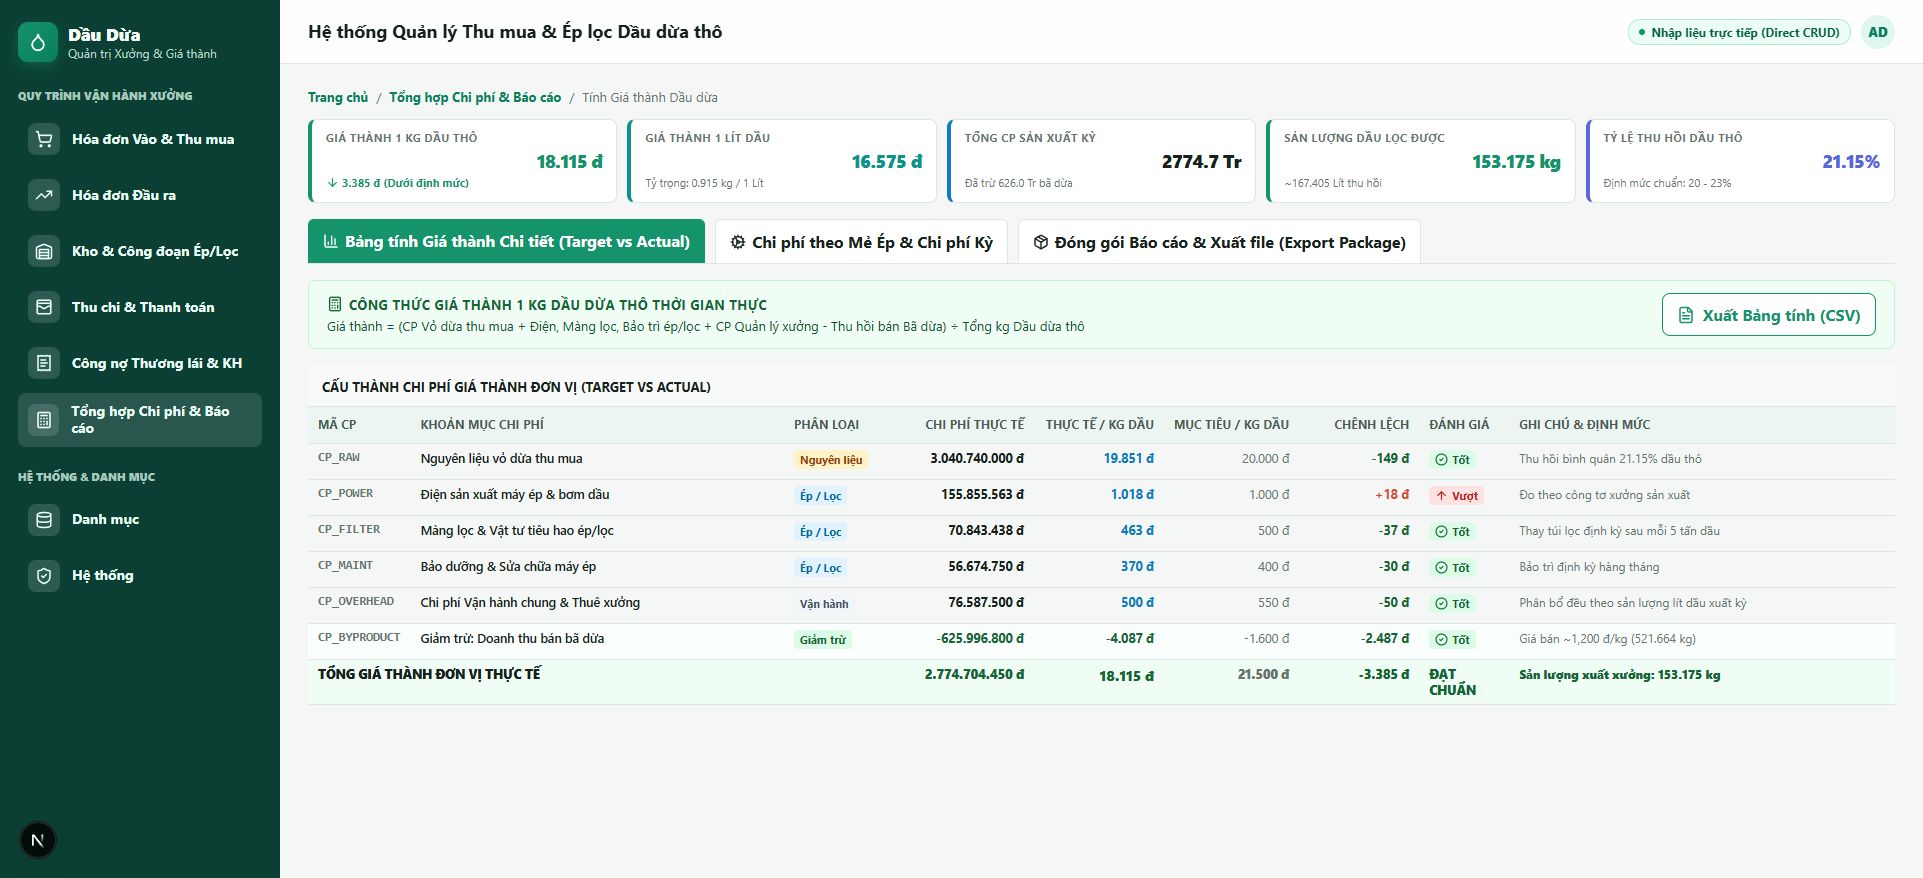 Dầu Dừa
Quản trị Xưởng & Giá thành
QUY TRÌNH VẬN HÀNH XƯỞNG
Hóa đơn Vào & Thu mua
Hóa đơn Đầu ra
Kho & Công đoạn Ép/Lọc
Thu chi & Thanh toán
Công nợ Thương lái & KH
Tổng hợp Chi phí & Báo
cáo
HỆ THỐNG & DANH MỤC
Danh mục
Hệ thống
N
Hệ thống Quản lý Thu mua & Ép lọc Dầu dừa thô
Nhập liệu trực tiếp (Direct CRUD)
AD
Trang chủ / Tổng hợp Chi phí & Báo cáo / Tính Giá thành Dầu dừa
GIÁ THÀNH 1 KG DẦU THÔ
18.115 đ
↓ 3.385 đ (Dưới định mức)
GIÁ THÀNH 1 LÍT DẦU
16.575 đ
Tỷ trọng: 0.915 kg / 1 Lít
TỔNG CP SẢN XUẤT KỲ
2774.7 Tr
Đã trừ 626.0 Tr bã dừa
SẢN LƯỢNG DẦU LỌC ĐƯỢC
153.175 kg
~167.405 Lít thu hồi
TỶ LỆ THU HỒI DẦU THÔ
21.15%
Định mức chuẩn: 20 - 23%
Bảng tính Giá thành Chi tiết (Target vs Actual)
Chi phí theo Mẻ Ép & Chi phí Kỳ
Đóng gói Báo cáo & Xuất file (Export Package)
CÔNG THỨC GIÁ THÀNH 1 KG DẦU DỪA THÔ THỜI GIAN THỰC
Giá thành = (CP Vỏ dừa thu mua + Điện, Màng lọc, Bảo trì ép/lọc + CP Quản lý xưởng - Thu hồi bán Bã dừa) ÷ Tổng kg Dầu dừa thô
Xuất Bảng tính (CSV)
CẤU THÀNH CHI PHÍ GIÁ THÀNH ĐƠN VỊ (TARGET VS ACTUAL)
MÃ CP KHOẢN MỤC CHI PHÍ PHÂN LOẠI CHI PHÍ THỰC TẾ THỰC TẾ / KG DẦU MỤC TIÊU / KG DẦU CHÊNH LỆCH ĐÁNH GIÁ GHI CHÚ & ĐỊNH MỨC
CP_RAW Nguyên liệu vỏ dừa thu mua Nguyên liệu 3.040.740.000 đ 19.851 đ 20.000 đ -149 đ Tốt Thu hồi bình quân 21.15% dầu thô
CP_POWER Điện sản xuất máy ép & bơm dầu Ép / Lọc 155.855.563 đ 1.018 đ 1.000 đ +18 đ ↑ Vượt Đo theo công tơ xưởng sản xuất
CP_FILTER Màng lọc & Vật tư tiêu hao ép/lọc Ép / Lọc 70.843.438 đ 463 đ 500 đ -37 đ Tốt Thay túi lọc định kỳ sau mỗi 5 tấn dầu
CP_MAINT Bảo dưỡng & Sửa chữa máy ép Ép / Lọc 56.674.750 đ 370 đ 400 đ -30 đ Tốt Bảo trì định kỳ hàng tháng
CP_OVERHEAD Chi phí Vận hành chung & Thuê xưởng Vận hành 76.587.500 đ 500 đ 550 đ -50 đ Tốt Phân bổ đều theo sản lượng lít dầu xuất kỳ
CP_BYPRODUCT Giảm trừ: Doanh thu bán bã dừa Giảm trừ -625.996.800 đ -4.087 đ -1.600 đ -2.487 đ Tốt Giá bán ~1,200 đ/kg (521.664 kg)
TỔNG GIÁ THÀNH ĐƠN VỊ THỰC TẾ 2.774.704.450 đ 18.115 đ 21.500 đ -3.385 đ ĐẠT CHUẨN Sản lượng xuất xưởng: 153.175 kg